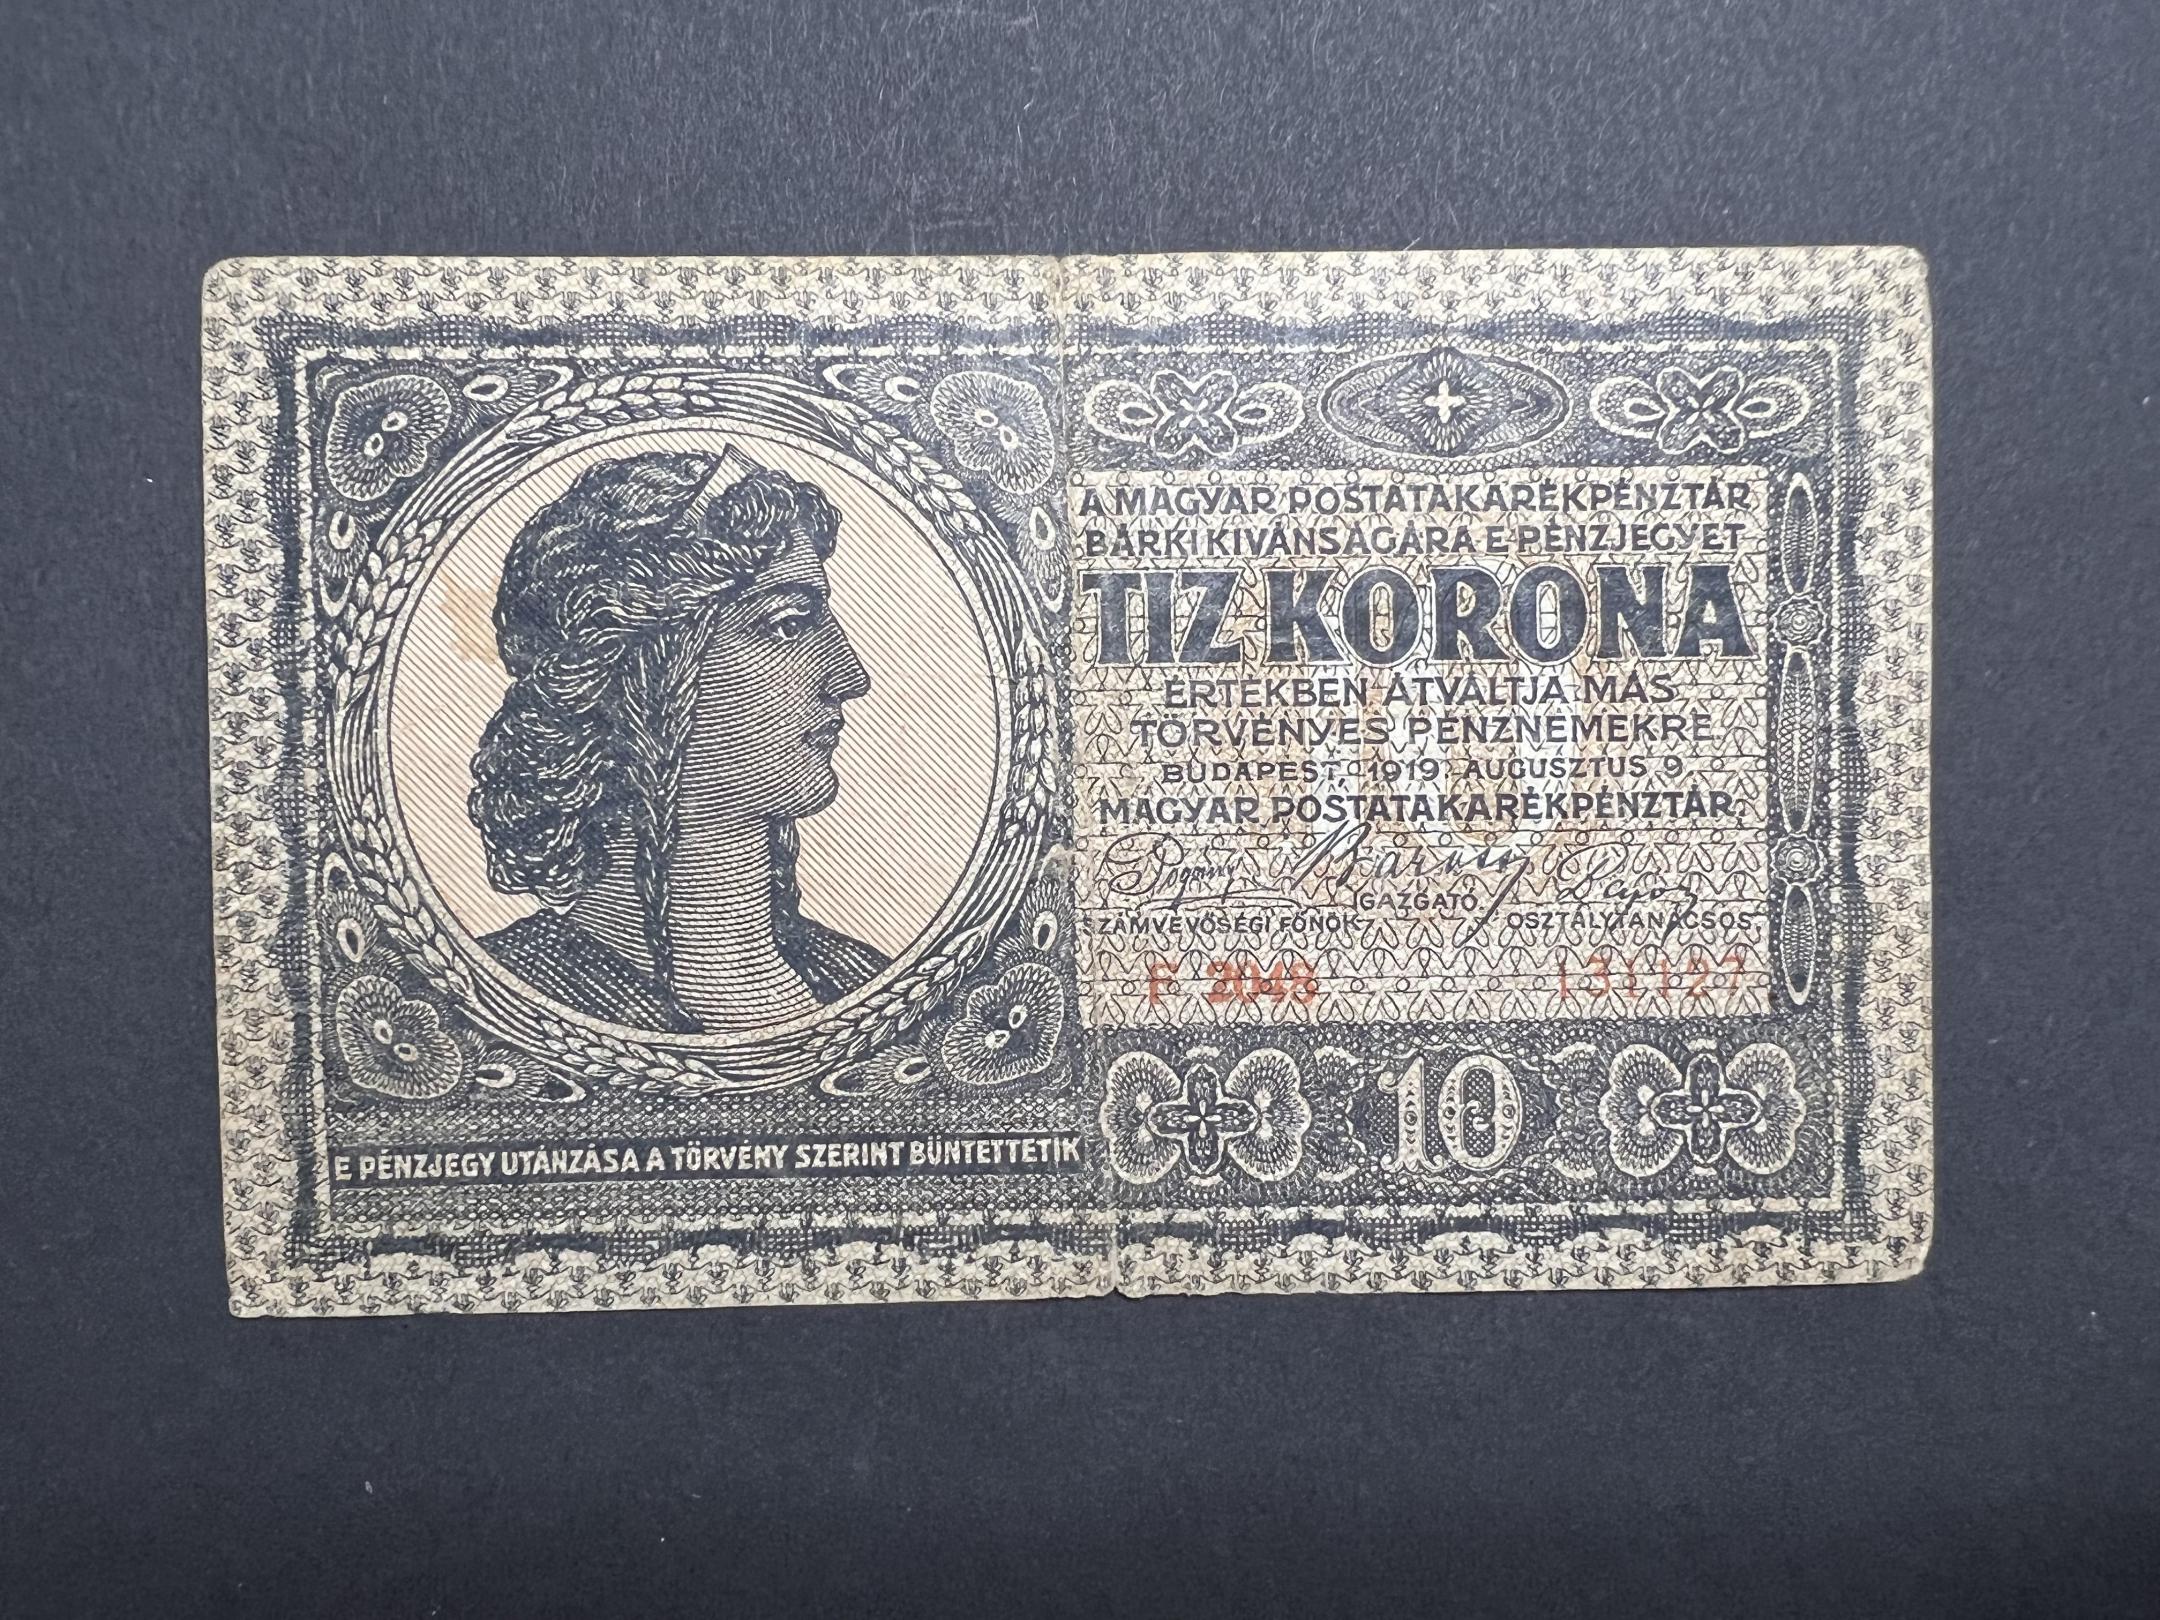 A MAGYAR POSTATAKARÉKPÉNZTÁR
BÁRKI KIVÁNSÁGÁRA E PÉNZJEGYET
TIZ KORONA
ÉRTÉKBEN ÁTVÁLTJA MÁS
TÖRVÉNYES PÉNZNEMEKRE.
BUDAPEST, 1919. AUGUSZTUS 9.
MAGYAR POSTATAKARÉKPÉNZTÁR:
IGAZGATÓ.
SZÁMVEVŐSÉGI FŐNÖK. OSZTÁLYTANÁCSOS.
F 2048 131127
10
E PÉNZJEGY UTÁNZÁSA A TÖRVÉNY SZERINT BÜNTETTETIK